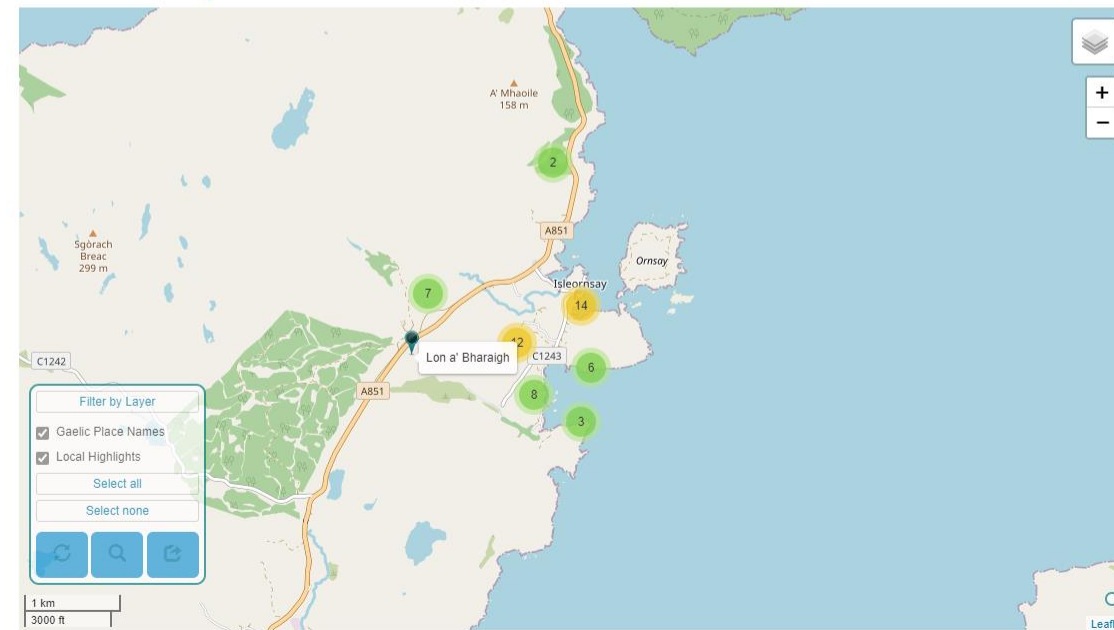 A' Mhaoile
158 m
2
A851
Sgòrach
Breac
299 m
Ornsay
Isleornsay
7
14
12
Lon a' Bharaigh
C1243
C1242
6
A851
8
3
Filter by Layer
Gaelic Place Names
Local Highlights
Select all
Select none
1 km
3000 ft
+
−